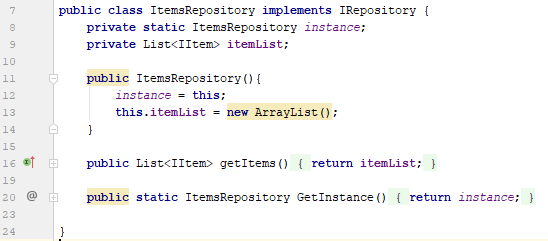 7 public class ItemsRepository implements IRepository {
8 private static ItemsRepository instance;
9 private List<IItem> itemList;
10
11 public ItemsRepository(){
12 instance = this;
13 this.itemList = new ArrayList();
14 }
15
16 public List<IItem> getItems() { return itemList; }
19
20 @ public static ItemsRepository GetInstance() { return instance; }
23
24 }